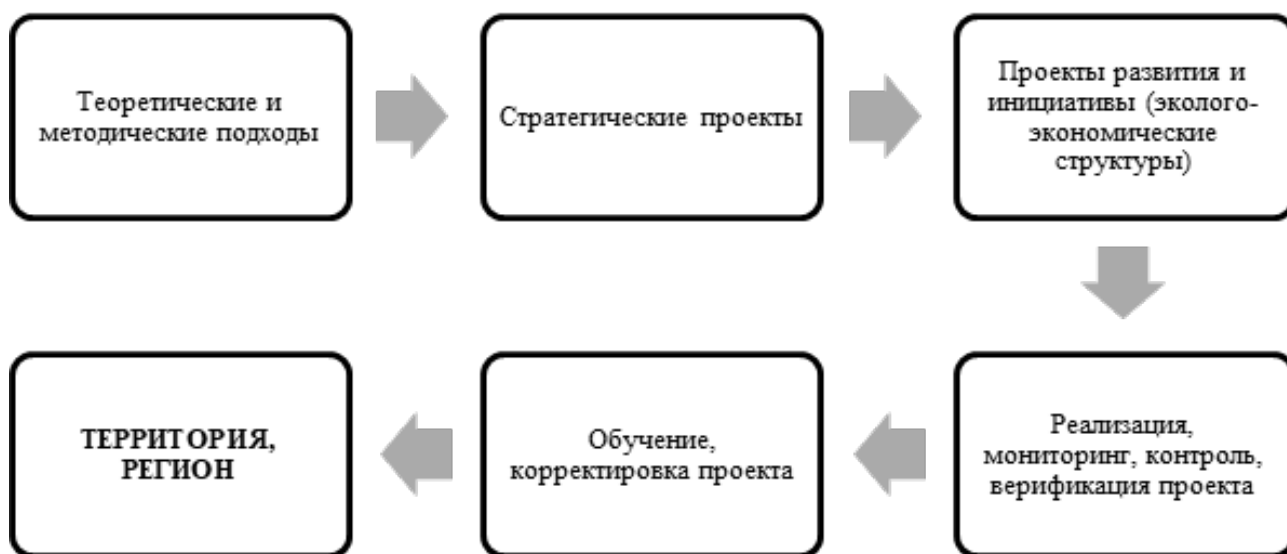 Теоретические и
методические подходы
Стратегические проекты
Проекты развития и
инициативы (эколого-
экономические
структуры)
Реализация,
мониторинг, контроль,
верификация проекта
Обучение,
корректировка проекта
ТЕРРИТОРИЯ,
РЕГИОН